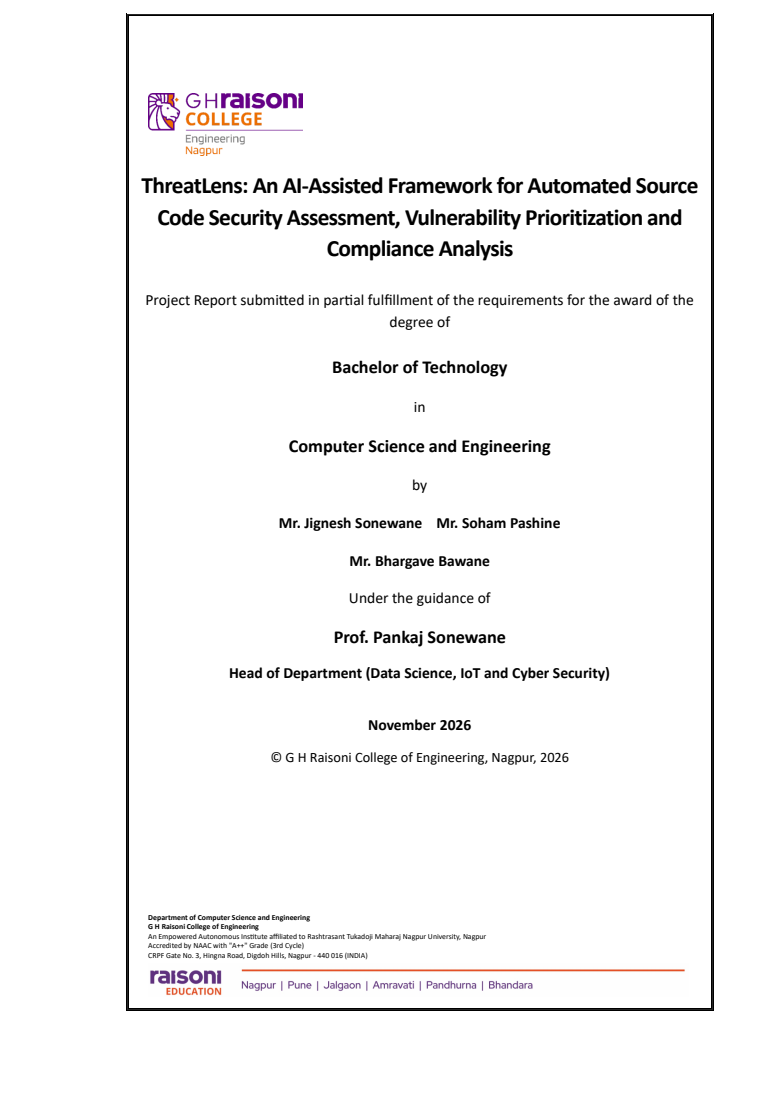 GHraisoni
COLLEGE
Engineering
Nagpur
ThreatLens: An AI-Assisted Framework for Automated Source
Code Security Assessment, Vulnerability Prioritization and
Compliance Analysis
Project Report submitted in partial fulfillment of the requirements for the award of the
degree of
Bachelor of Technology
in
Computer Science and Engineering
by
Mr. Jignesh Sonewane Mr. Soham Pashine
Mr. Bhargave Bawane
Under the guidance of
Prof. Pankaj Sonewane
Head of Department (Data Science, IoT and Cyber Security)
November 2026
© G H Raisoni College of Engineering, Nagpur, 2026
Department of Computer Science and Engineering
G H Raisoni College of Engineering
An Empowered Autonomous Institute affiliated to Rashtrasant Tukadoji Maharaj Nagpur University, Nagpur
Accredited by NAAC with "A++" Grade (3rd Cycle)
CRPF Gate No. 3, Hingna Road, Digdoh Hills, Nagpur - 440 016 (INDIA)
raisoni
EDUCATION
Nagpur | Pune | Jalgaon | Amravati | Pandhurna | Bhandara